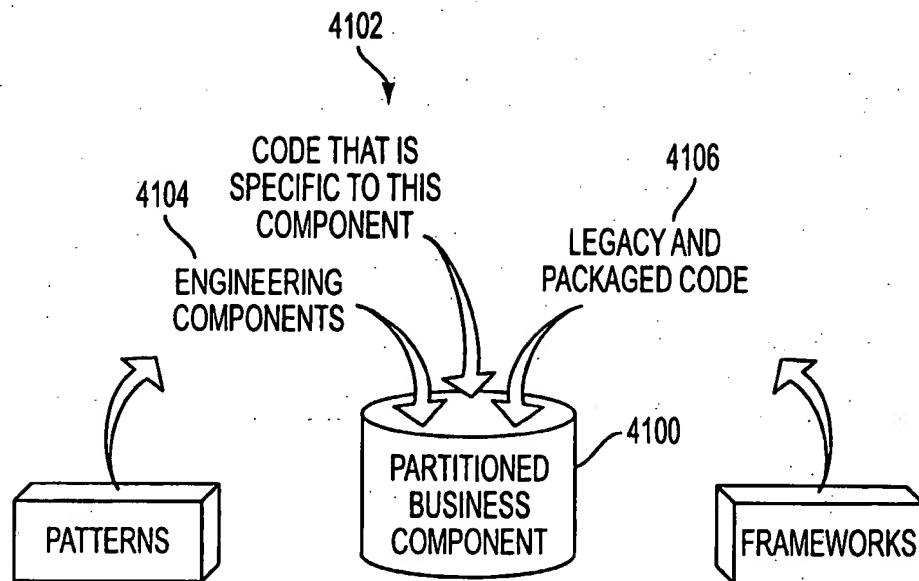 4102
CODE THAT IS
SPECIFIC TO THIS
COMPONENT
4104
ENGINEERING
COMPONENTS
4106
LEGACY AND
PACKAGED CODE
4100
PARTITIONED
BUSINESS
COMPONENT
PATTERNS
FRAMEWORKS